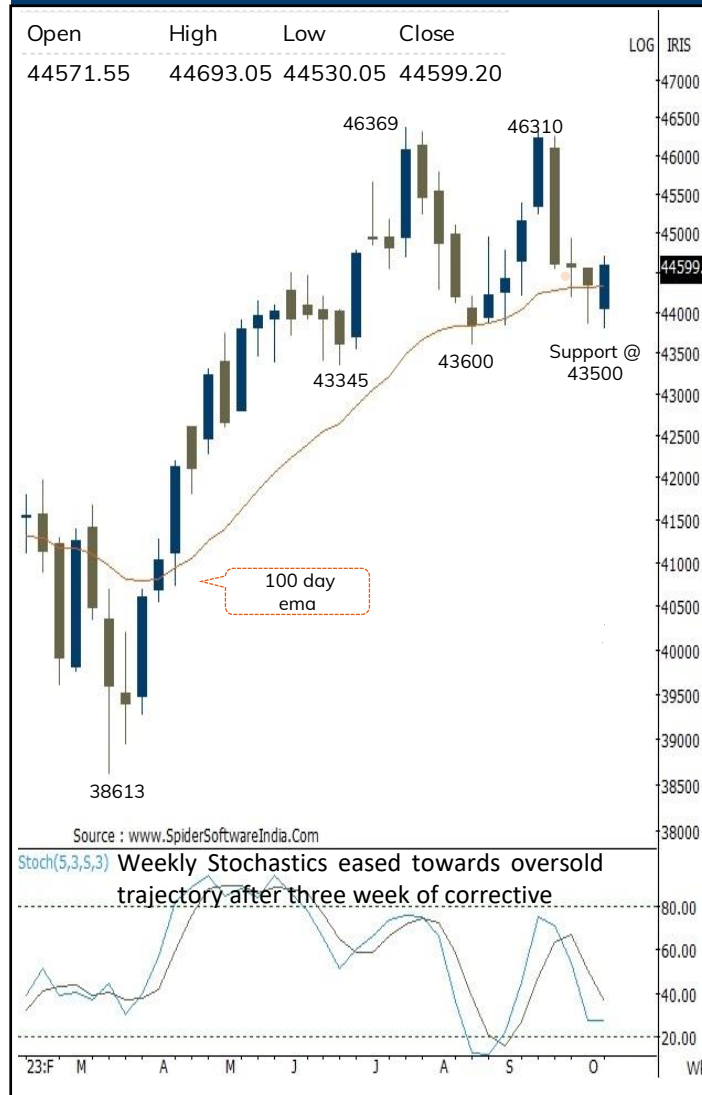 Open High Low Close
44571.55 44693.05 44530.05 44599.20
LOG IRIS
47000
46500
46369
46310
46000
45500
45000
44599.
44000
Support @
43500
43500
43600
43345
43000
42500
42000
41500
41000
100 day
ema
40500
40000
39500
39000
38613
38500
38000
Source : www.SpiderSoftwareIndia.Com
Stoch(5,3,S,3) Weekly Stochastics eased towards oversold
trajectory after three week of corrective
80.00
60.00
40.00
20.00
23:F M A M J J A S O